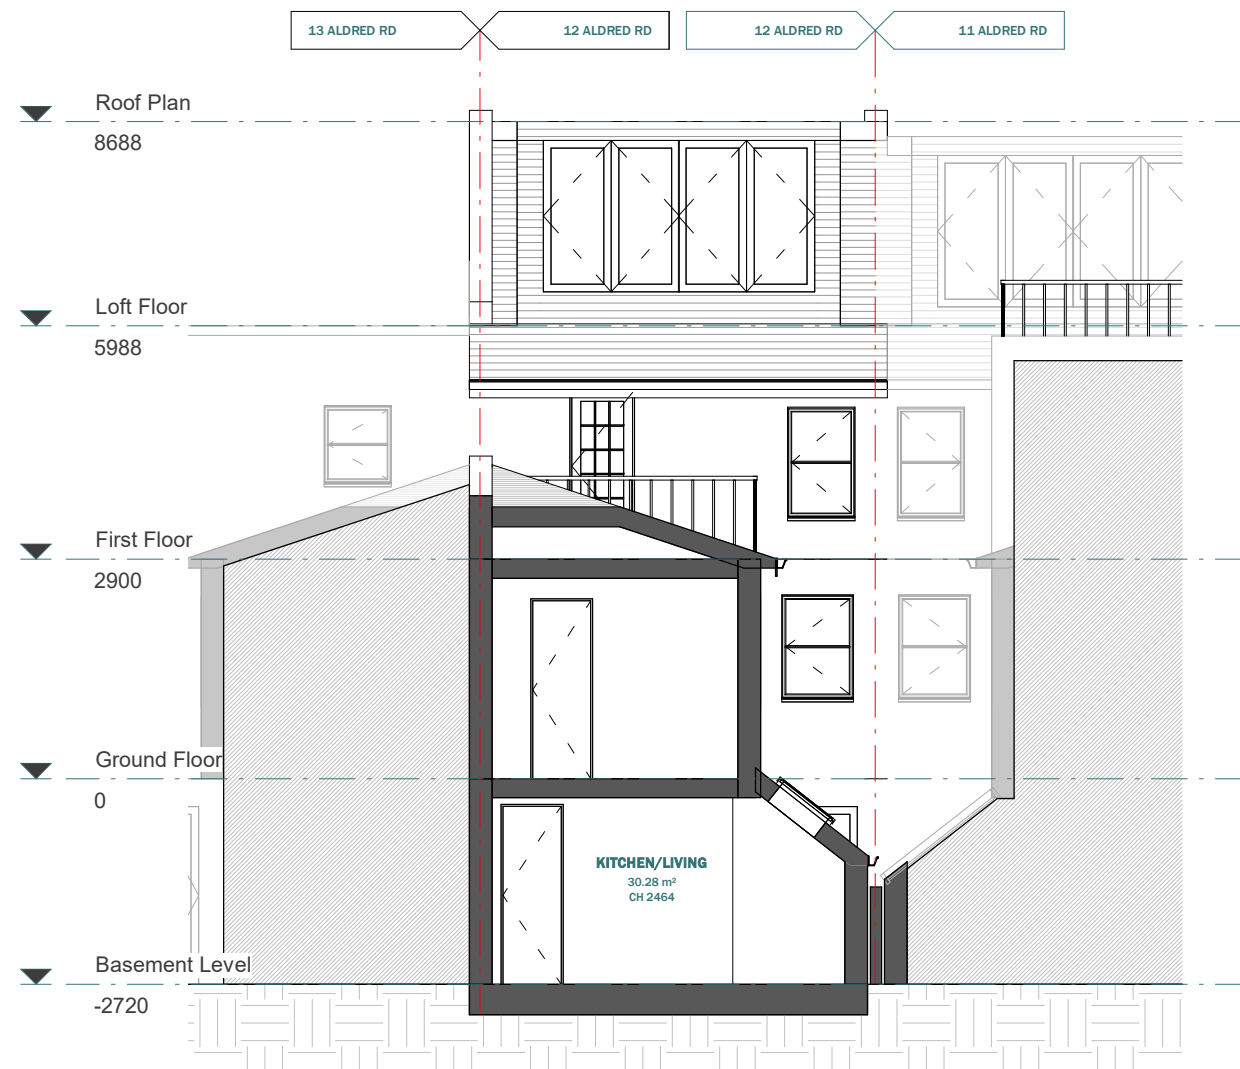 13 ALDRED RD
12 ALDRED RD
12 ALDRED RD
11 ALDRED RD
Roof Plan
8688
Loft Floor
5988
First Floor
2900
Ground Floor
0
KITCHEN/LIVING
30.28 m²
CH 2464
Basement Level
-2720